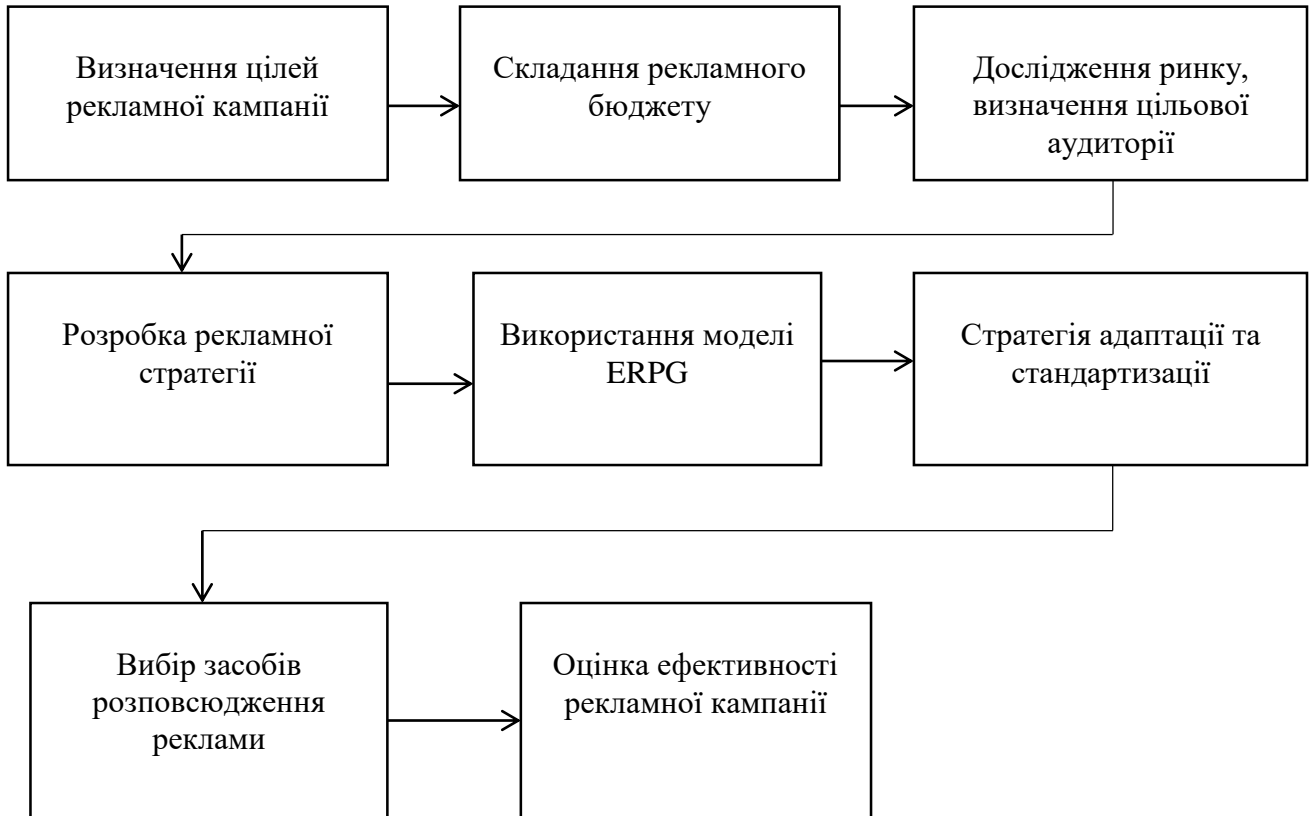 Визначення цілей
рекламної кампанії
Складання рекламного
бюджету
Дослідження ринку,
визначення цільової
аудиторії
Розробка рекламної
стратегії
Використання моделі
ERPG
Стратегія адаптації та
стандартизації
Вибір засобів
розповсюдження
реклами
Оцінка ефективності
рекламної кампанії